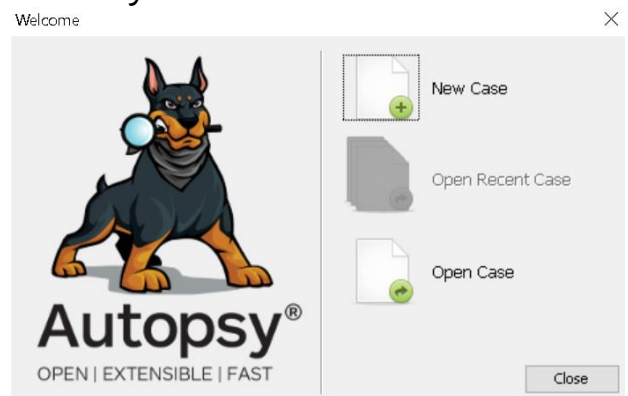 Welcome
New Case
Open Recent Case
Open Case
Autopsy®
OPEN | EXTENSIBLE | FAST
Close